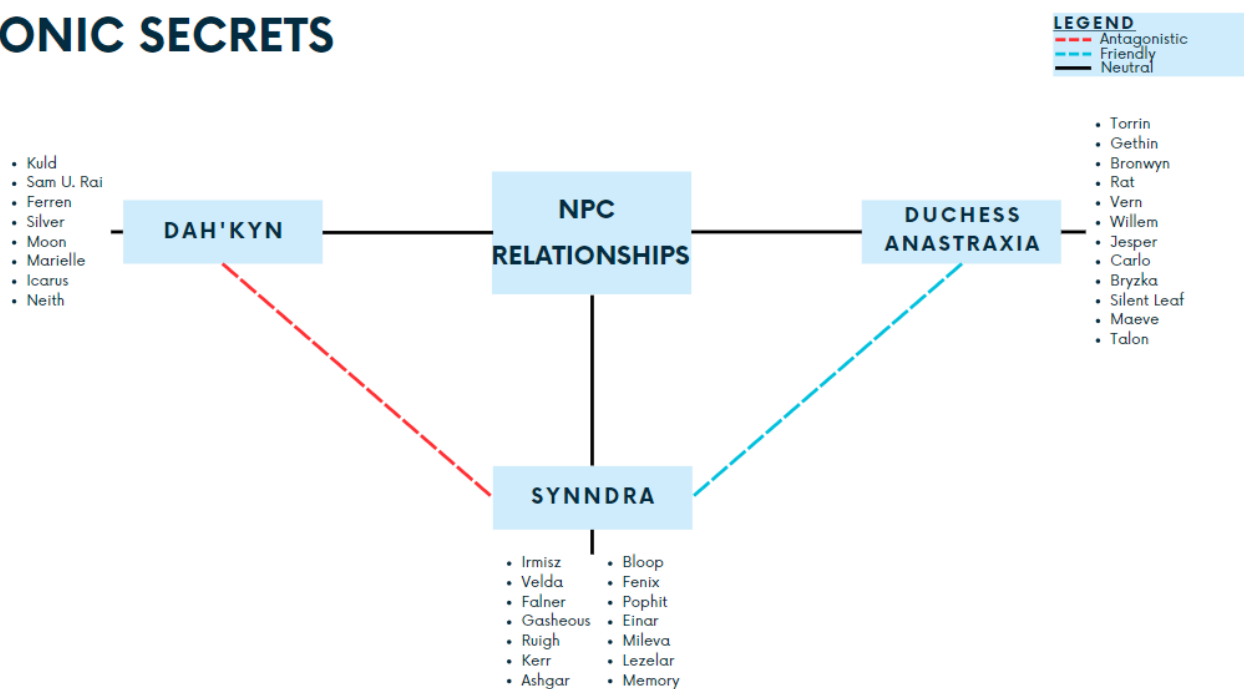 ONIC SECRETS
LEGEND
Antagonistic
Friendly
Neutral
Kuld
Sam U. Rai
Ferren
Silver
Moon
Marielle
Icarus
Neith
DAH'KYN
NPC
RELATIONSHIPS
DUCHESS
ANASTRAXIA
Torrin
Gethin
Bronwyn
Rat
Vern
Willem
Jesper
Carlo
Bryzka
Silent Leaf
Maeve
Talon
SYNNDRA
Irmisz
Velda
Falner
Gasheous
Ruigh
Kerr
Ashgar
Bloop
Fenix
Pophit
Einar
Mileva
Lezelar
Memory